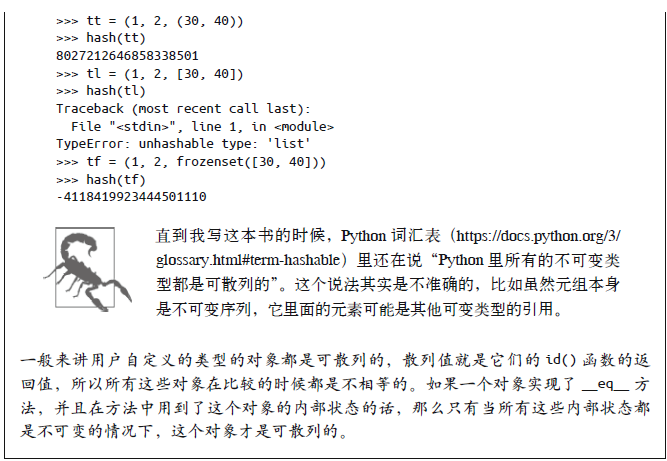 >>> tt = (1, 2, (30, 40))
>>> hash(tt)
8027212646858338501
>>> tl = (1, 2, [30, 40])
>>> hash(tl)
Traceback (most recent call last):
  File "<stdin>", line 1, in <module>
TypeError: unhashable type: 'list'
>>> tf = (1, 2, frozenset([30, 40]))
>>> hash(tf)
-4118419923444501110
直到我写这本书的时候，Python 词汇表（https://docs.python.org/3/
glossary.html#term-hashable）里还在说“Python 里所有的不可变类
型都是可散列的”。这个说法其实是不准确的，比如虽然元组本身
是不可变序列，它里面的元素可能是其他可变类型的引用。
一般来讲用户自定义的类型的对象都是可散列的，散列值就是它们的 id() 函数的返
回值，所以所有这些对象在比较的时候都是不相等的。如果一个对象实现了 __eq__ 方
法，并且在方法中用到了这个对象的内部状态的话，那么只有当所有这些内部状态都
是不可变的情况下，这个对象才是可散列的。